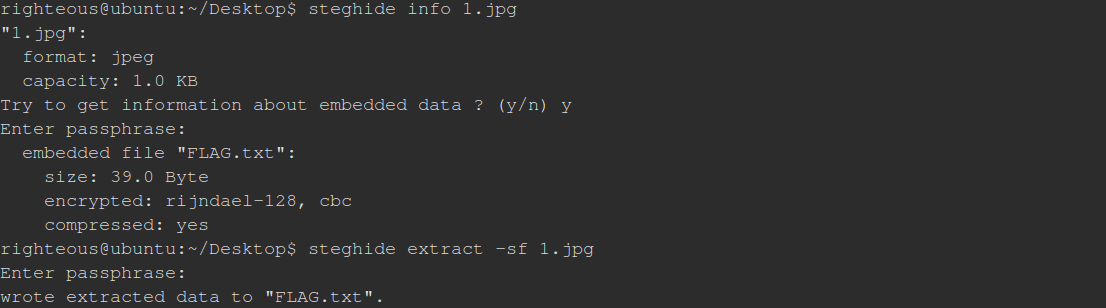 righteous@ubuntu:~/Desktop$ steghide info 1.jpg
"1.jpg":
  format: jpeg
  capacity: 1.0 KB
Try to get information about embedded data ? (y/n) y
Enter passphrase:
  embedded file "FLAG.txt":
    size: 39.0 Byte
    encrypted: rijndael-128, cbc
    compressed: yes
righteous@ubuntu:~/Desktop$ steghide extract -sf 1.jpg
Enter passphrase:
wrote extracted data to "FLAG.txt".